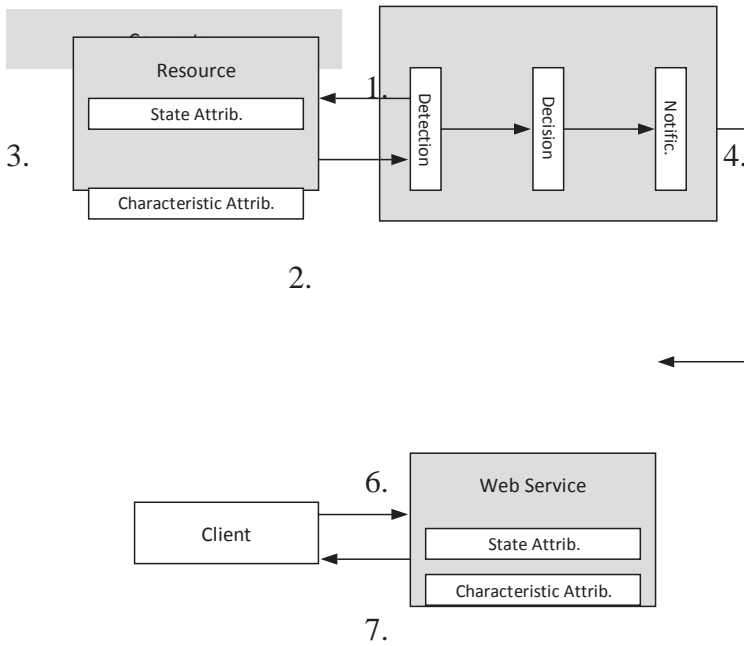 Resource
1.
State Attrib.
Detection
Decision
Notific.
3.
4.
Characteristic Attrib.
2.
6.
Web Service
Client
State Attrib.
Characteristic Attrib.
7.